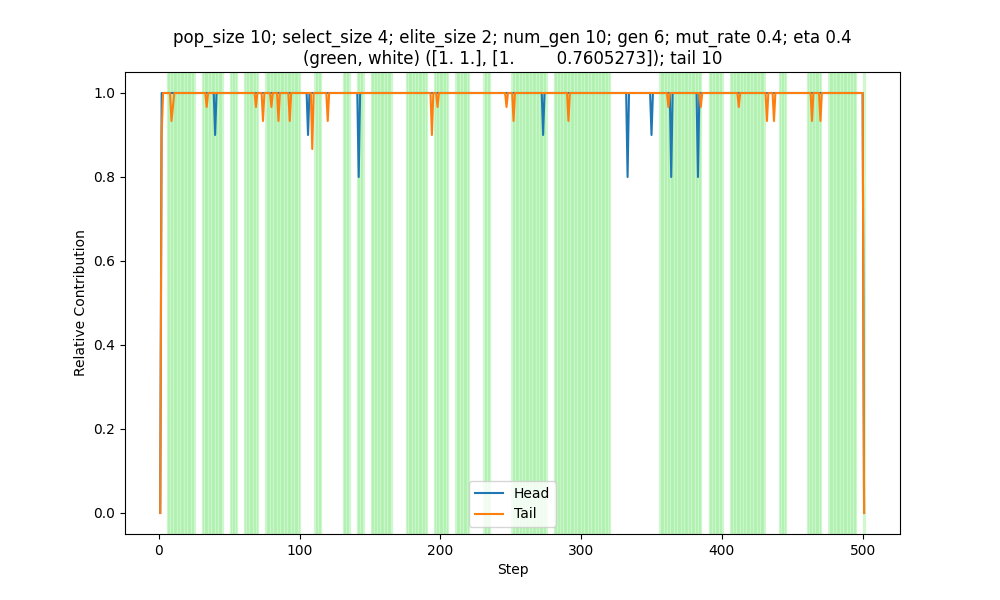 pop_size 10; select_size 4; elite_size 2; num_gen 10; gen 6; mut_rate 0.4; eta 0.4
(green, white) ([1. 1.], [1.        0.7605273]); tail 10
1.0
0.8
0.6
0.4
0.2
0.0
Relative Contribution
Head
Tail
0
100
200
300
400
500
Step